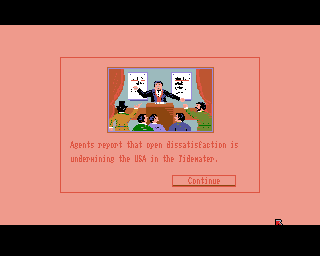 Agents report that open dissatisfaction is
undermining the USA in the Tidewater.
Continue